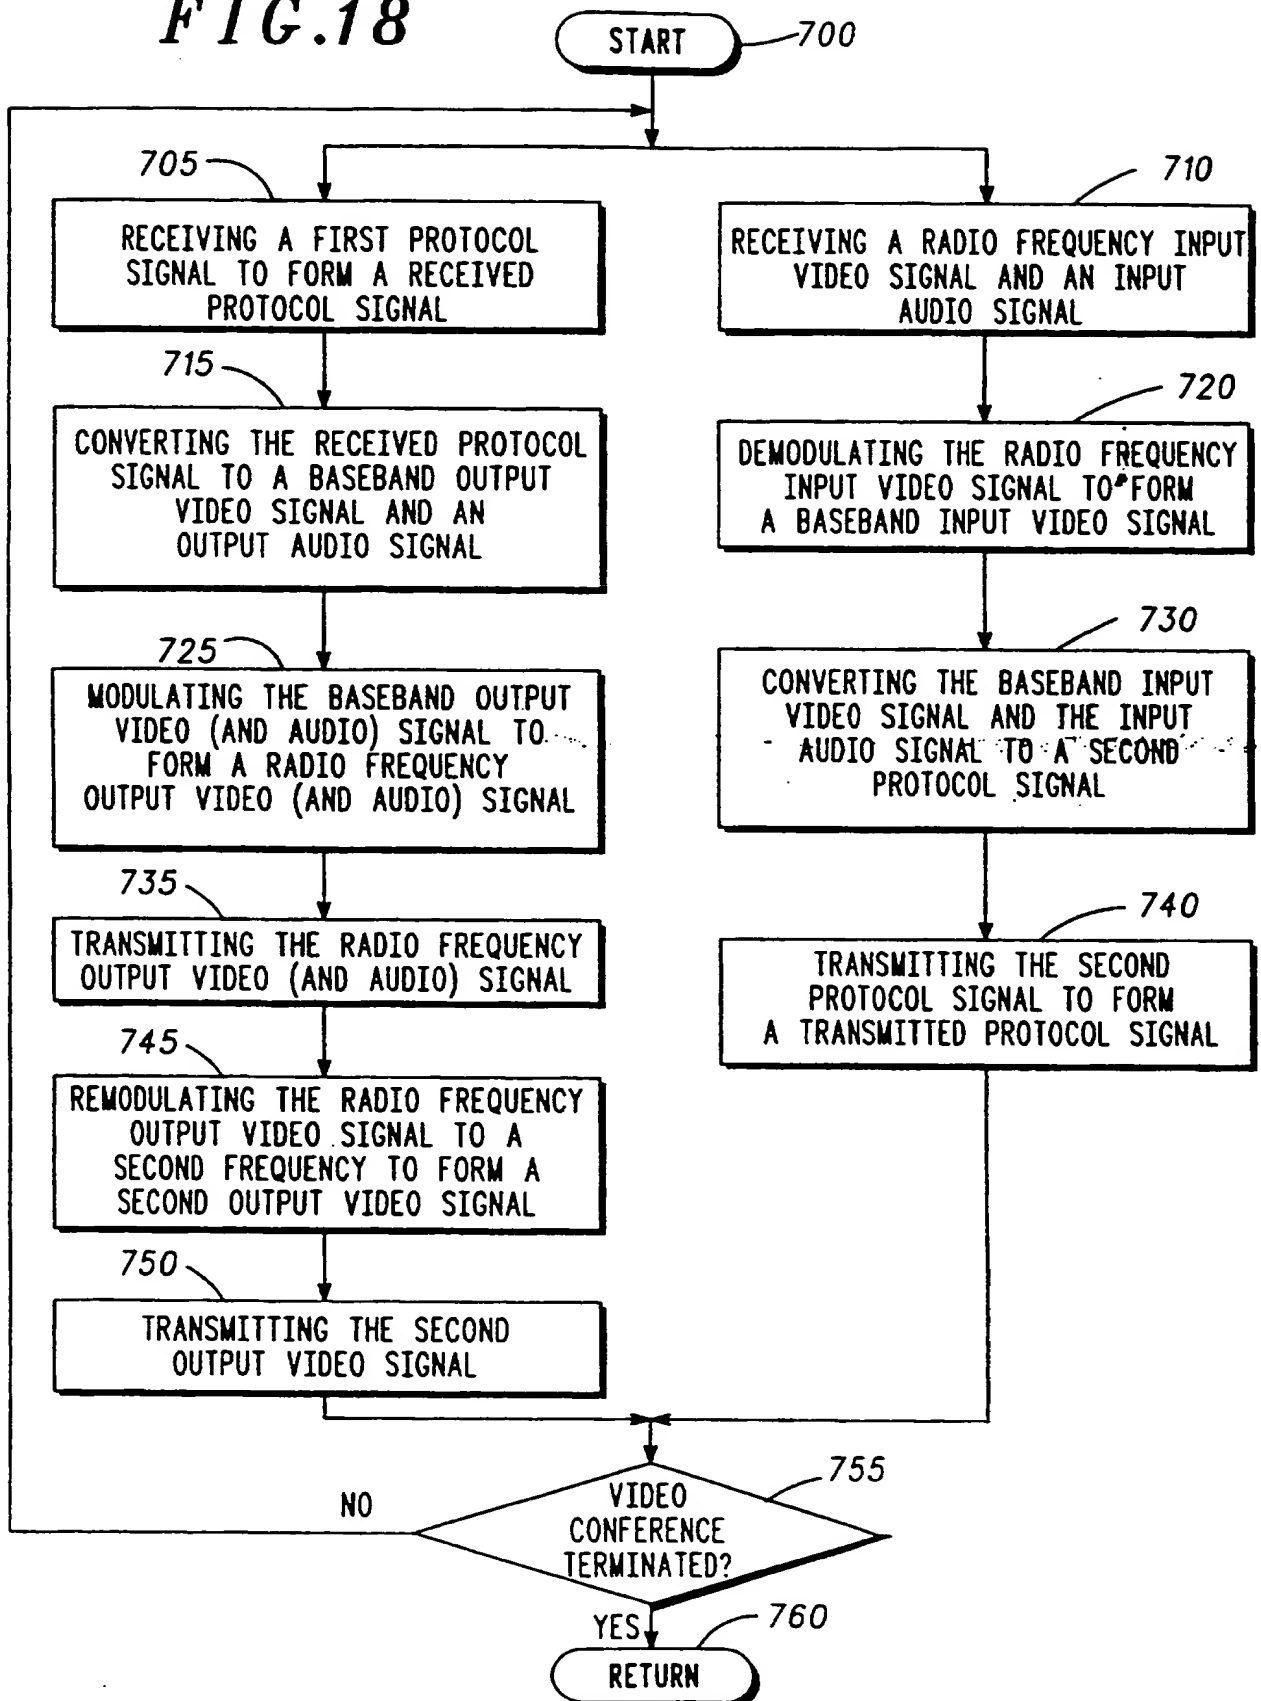 FIG.18
START
700
705
RECEIVING A FIRST PROTOCOL
SIGNAL TO FORM A RECEIVED
PROTOCOL SIGNAL
710
RECEIVING A RADIO FREQUENCY INPUT
VIDEO SIGNAL AND AN INPUT
AUDIO SIGNAL
715
CONVERTING THE RECEIVED PROTOCOL
SIGNAL TO A BASEBAND OUTPUT
VIDEO SIGNAL AND AN
OUTPUT AUDIO SIGNAL
720
DEMODULATING THE RADIO FREQUENCY
INPUT VIDEO SIGNAL TO FORM
A BASEBAND INPUT VIDEO SIGNAL
725
MODULATING THE BASEBAND OUTPUT
VIDEO (AND AUDIO) SIGNAL TO
FORM A RADIO FREQUENCY
OUTPUT VIDEO (AND AUDIO) SIGNAL
730
CONVERTING THE BASEBAND INPUT
VIDEO SIGNAL AND THE INPUT
AUDIO SIGNAL TO A SECOND
PROTOCOL SIGNAL
735
TRANSMITTING THE RADIO FREQUENCY
OUTPUT VIDEO (AND AUDIO) SIGNAL
740
TRANSMITTING THE SECOND
PROTOCOL SIGNAL TO FORM
A TRANSMITTED PROTOCOL SIGNAL
745
REMODULATING THE RADIO FREQUENCY
OUTPUT VIDEO SIGNAL TO A
SECOND FREQUENCY TO FORM A
SECOND OUTPUT VIDEO SIGNAL
750
TRANSMITTING THE SECOND
OUTPUT VIDEO SIGNAL
755
VIDEO
CONFERENCE
TERMINATED?
NO
YES
760
RETURN